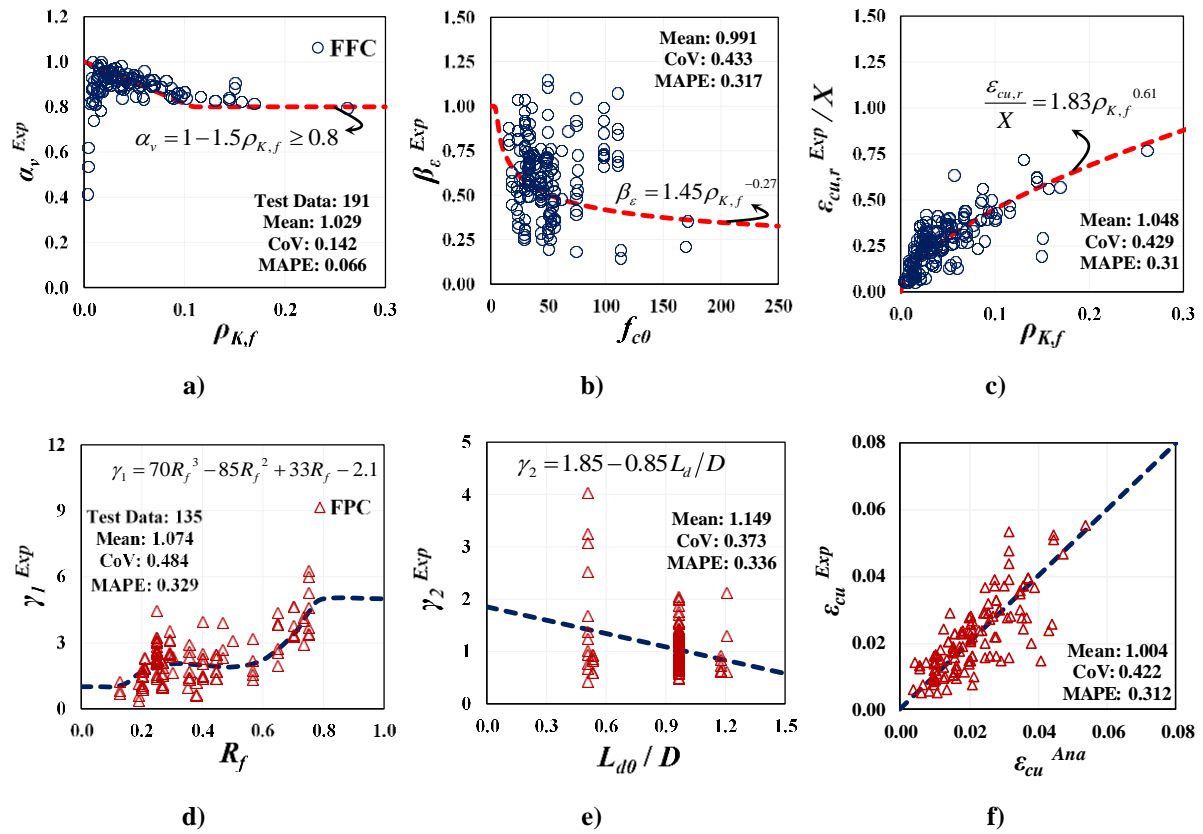 1.0
0.8
0.6
0.4
0.2
0.0
0.0
0.1
0.2
0.3
α_v^Exp
ρ_K,f
FFC
α_v = 1−1.5ρ_K,f ≥ 0.8
Test Data: 191
Mean: 1.029
CoV: 0.142
MAPE: 0.066
a)
1.50
1.25
1.00
0.75
0.50
0.25
0.00
0
50
100
150
200
250
β_ε^Exp
f_c0
Mean: 0.991
CoV: 0.433
MAPE: 0.317
β_ε = 1.45ρ_K,f^−0.27
b)
1.00
0.75
0.50
0.25
0.00
0.0
0.1
0.2
0.3
ε_cu,r^Exp / X
ρ_K,f
ε_cu,r / X = 1.83ρ_K,f^0.61
Mean: 1.048
CoV: 0.429
MAPE: 0.31
c)
12
9
6
3
0
0.0
0.2
0.4
0.6
0.8
1.0
γ_1^Exp
R_f
γ_1 = 70R_f^3 − 85R_f^2 + 33R_f − 2.1
FPC
Test Data: 135
Mean: 1.074
CoV: 0.484
MAPE: 0.329
d)
5
4
3
2
1
0
0.0
0.3
0.6
0.9
1.2
1.5
γ_2^Exp
L_d0 / D
γ_2 = 1.85 − 0.85L_d/D
Mean: 1.149
CoV: 0.373
MAPE: 0.336
e)
0.08
0.06
0.04
0.02
0.00
0.00
0.02
0.04
0.06
0.08
ε_cu^Exp
ε_cu^Ana
Mean: 1.004
CoV: 0.422
MAPE: 0.312
f)